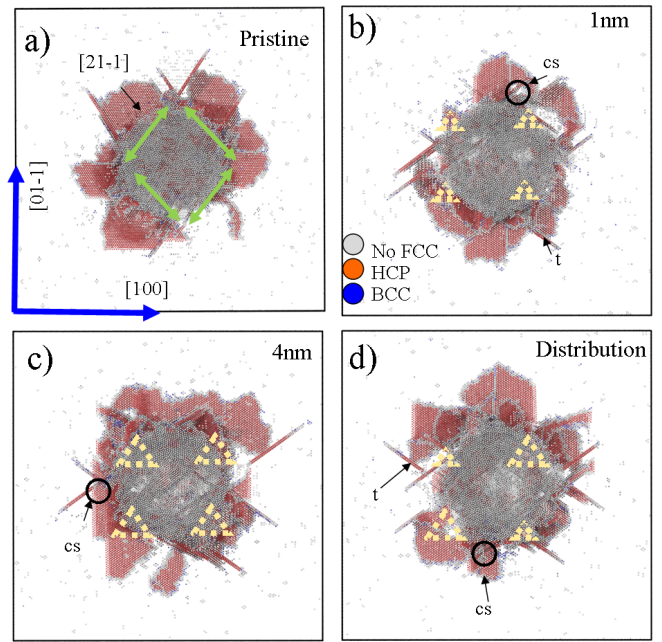 a)
Pristine
[21-1]
[01-1]
[100]
b)
1nm
cs
No FCC
HCP
BCC
t
c)
4nm
cs
d)
Distribution
t
cs